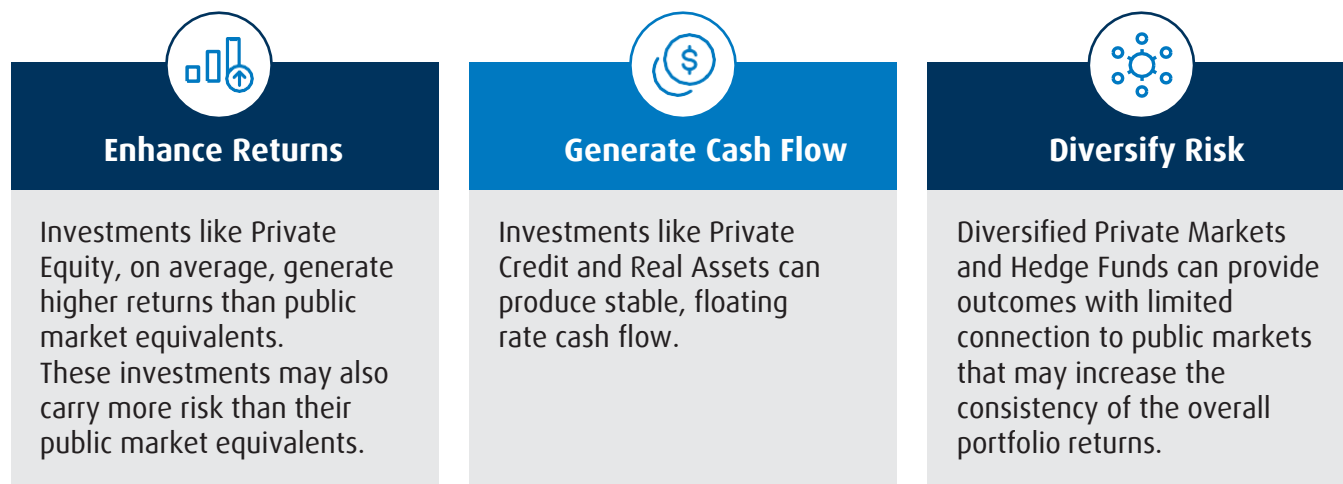 $
Enhance Returns
Investments like Private
Equity, on average, generate
higher returns than public
market equivalents.
These investments may also
carry more risk than their
public market equivalents.
Generate Cash Flow
Investments like Private
Credit and Real Assets can
produce stable, floating
rate cash flow.
Diversify Risk
Diversified Private Markets
and Hedge Funds can provide
outcomes with limited
connection to public markets
that may increase the
consistency of the overall
portfolio returns.